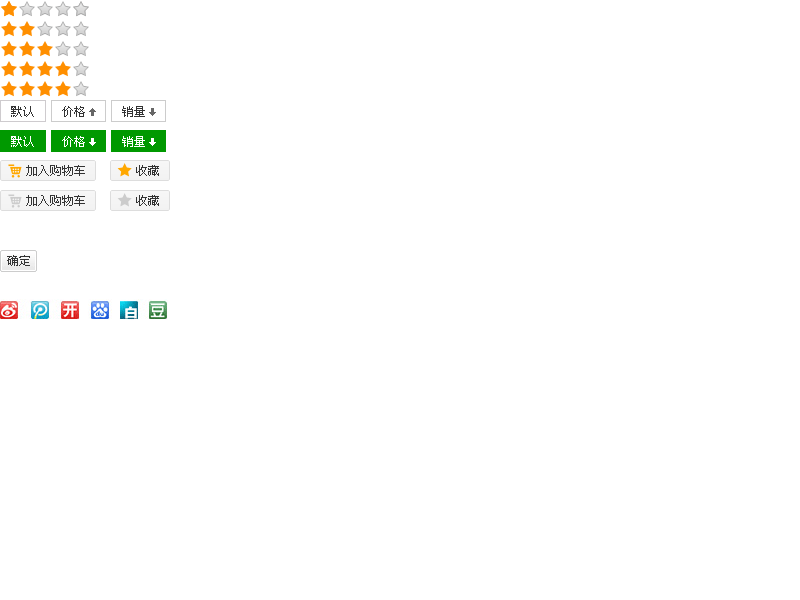 默认 价格 销量
默认 价格 销量
加入购物车 收藏
加入购物车 收藏
确定
开 白 豆